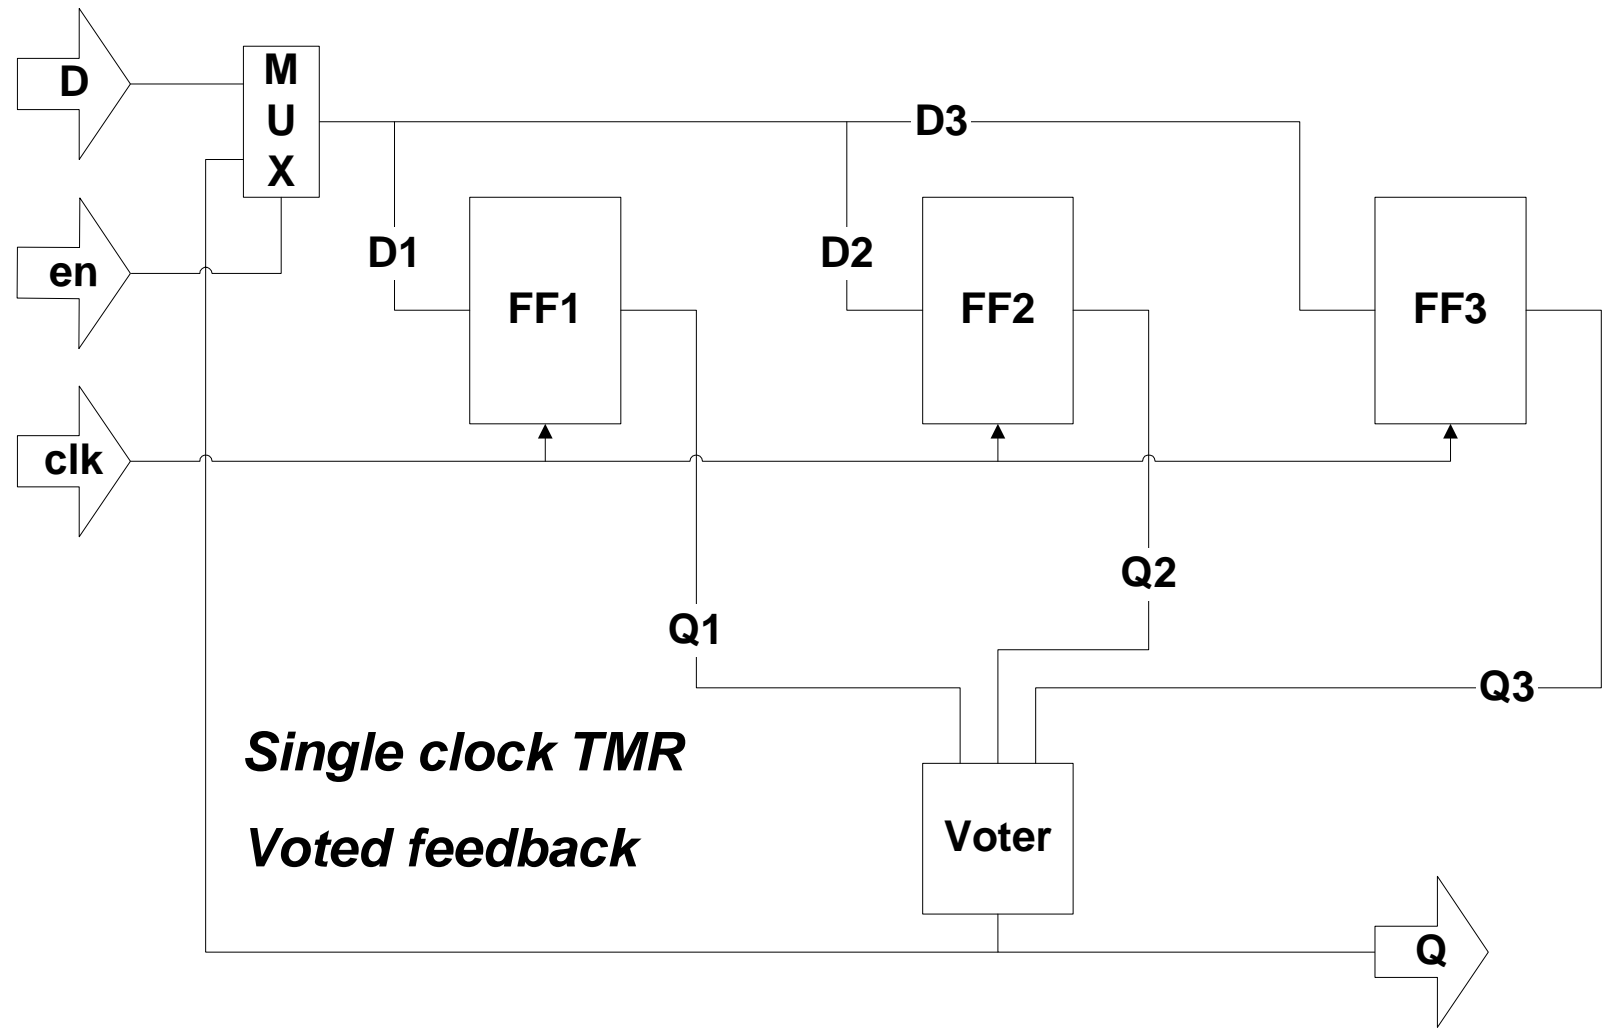 D
M
U
X
D3
en
D1
FF1
D2
FF2
FF3
clk
Q2
Q1
Q3
Single clock TMR
Voted feedback
Voter
Q